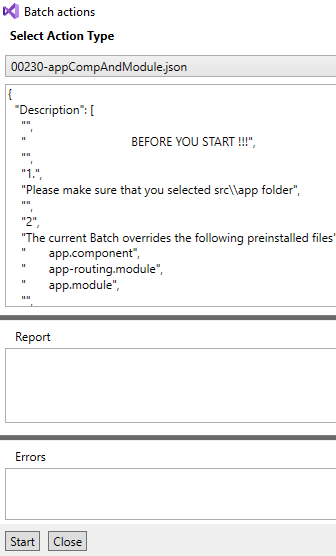 Batch actions
Select Action Type
00230-appCompAndModule.json
{
"Description": [
"",
" BEFORE YOU START !!!",
"",
"1.",
"Please make sure that you selected src\\app folder",
"",
"2",
"The current Batch overrides the following preinstalled files"
" app.component",
" app-routing.module",
" app.module",
"",
Report
Errors
Start Close